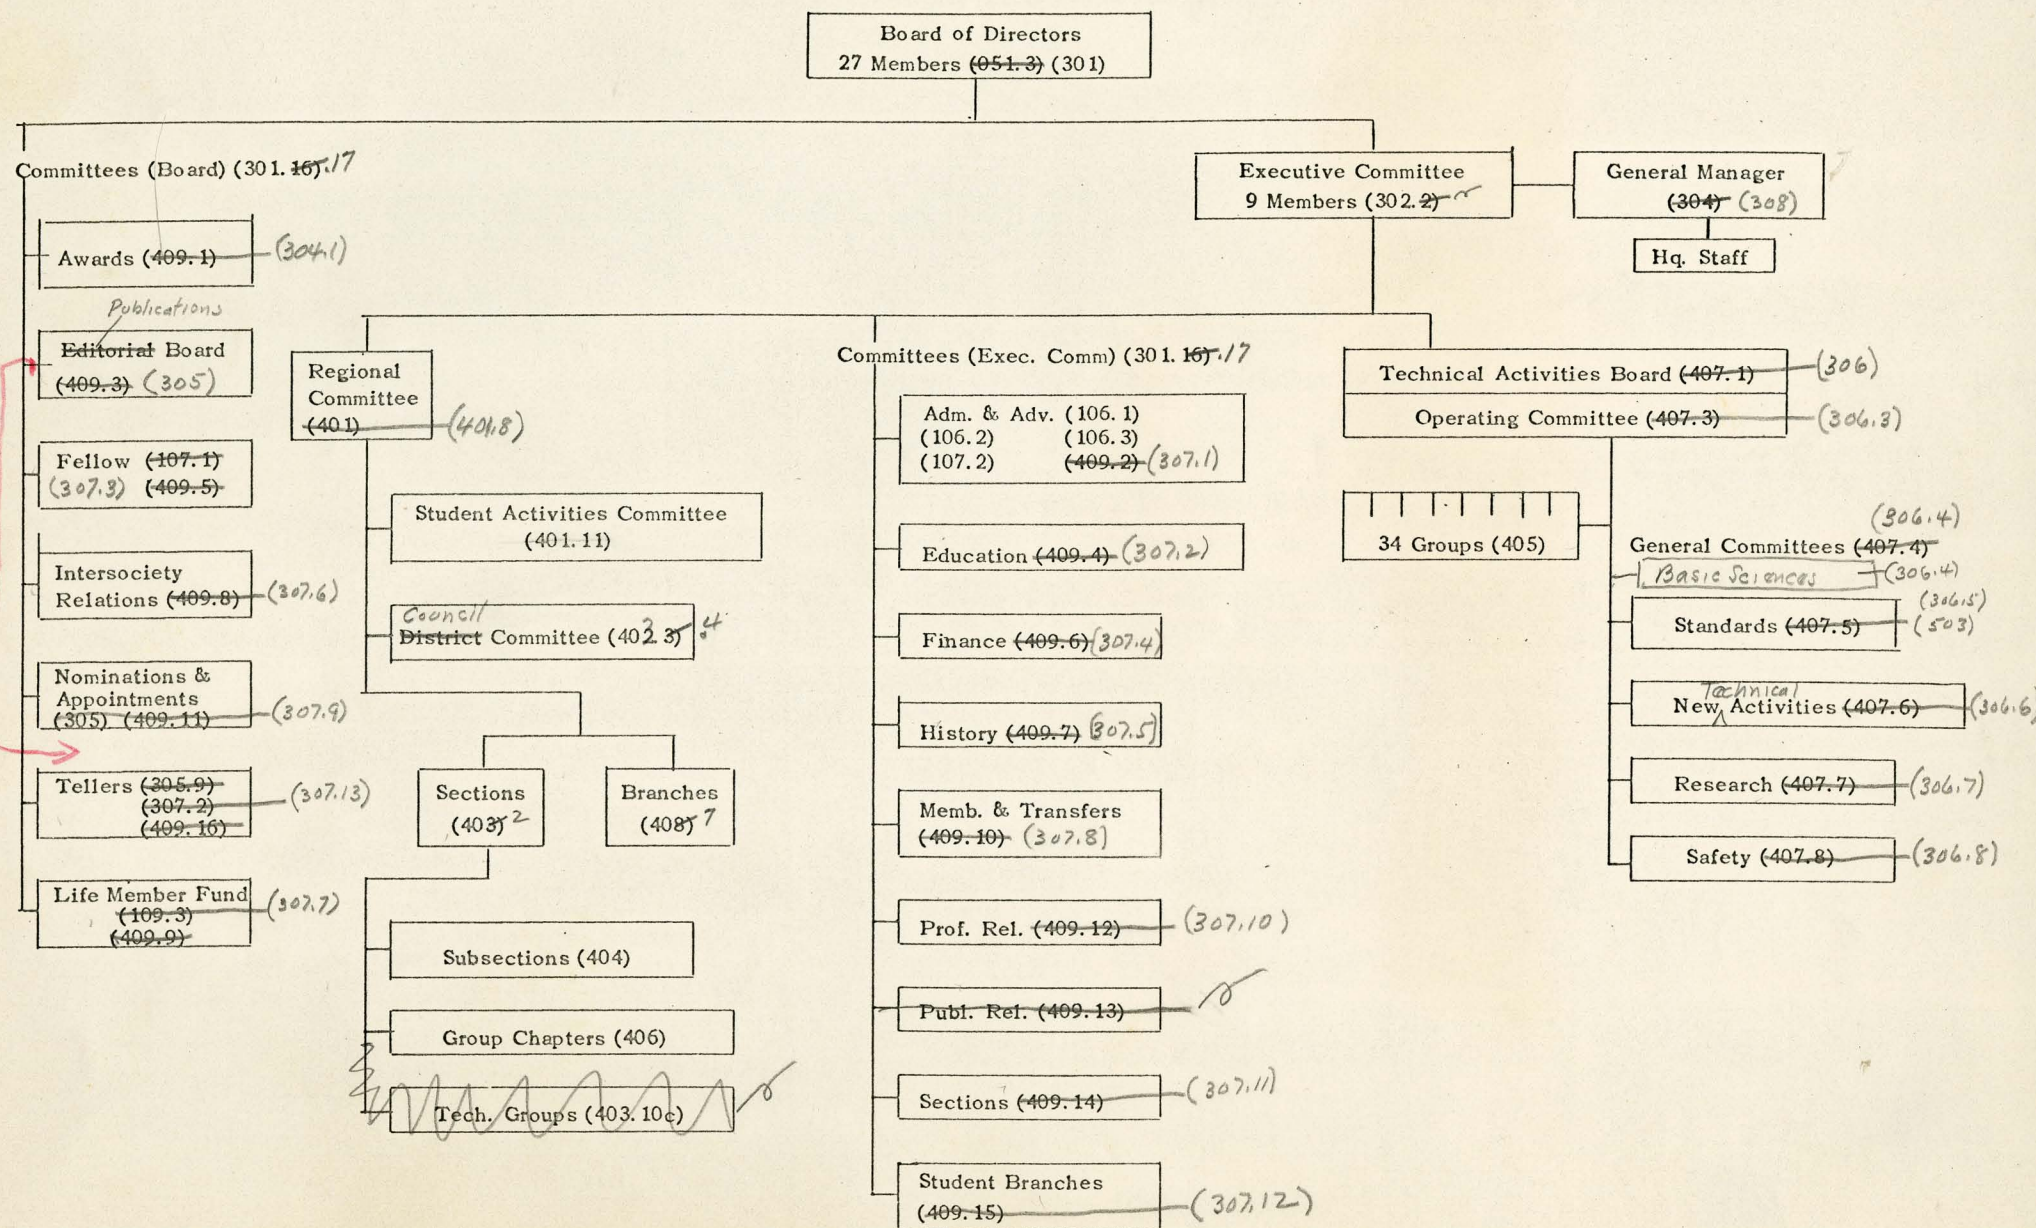 Board of Directors
27 Members (051.3) (301)
Committees (Board) (301.16).17
Executive Committee
9 Members (302.2)
General Manager
(304) (308)
Hq. Staff
Awards (409.1) (304.1)
Publications
Editorial Board
(409.3) (305)
Fellow (107.1)
(307.3) (409.5)
Intersociety
Relations (409.8) (307.6)
Nominations &
Appointments
(305) (409.11) (307.9)
Tellers (305.9)
(307.2) (307.13)
(409.16)
Life Member Fund
(109.3) (307.7)
(409.9)
Regional
Committee
(401) (401.8)
Student Activities Committee
(401.11)
Council
District Committee (402.3) .4
Sections
(403) 2
Branches
(408) 7
Subsections (404)
Group Chapters (406)
Tech. Groups (403.10c)
Committees (Exec. Comm) (301.16).17
Adm. & Adv. (106.1)
(106.2) (106.3)
(107.2) (409.2) (307.1)
Education (409.4) (307.2)
Finance (409.6) (307.4)
History (409.7) (307.5)
Memb. & Transfers
(409.10) (307.8)
Prof. Rel. (409.12) (307.10)
Publ. Rel. (409.13)
Sections (409.14) (307.11)
Student Branches
(409.15) (307.12)
Technical Activities Board (407.1) (306)
Operating Committee (407.3) (306.3)
34 Groups (405)
(306.4)
General Committees (407.4)
Basic Sciences (306.4)
(306.5)
Standards (407.5) (503)
Technical
New Activities (407.6) (306.6)
Research (407.7) (306.7)
Safety (407.8) (306.8)